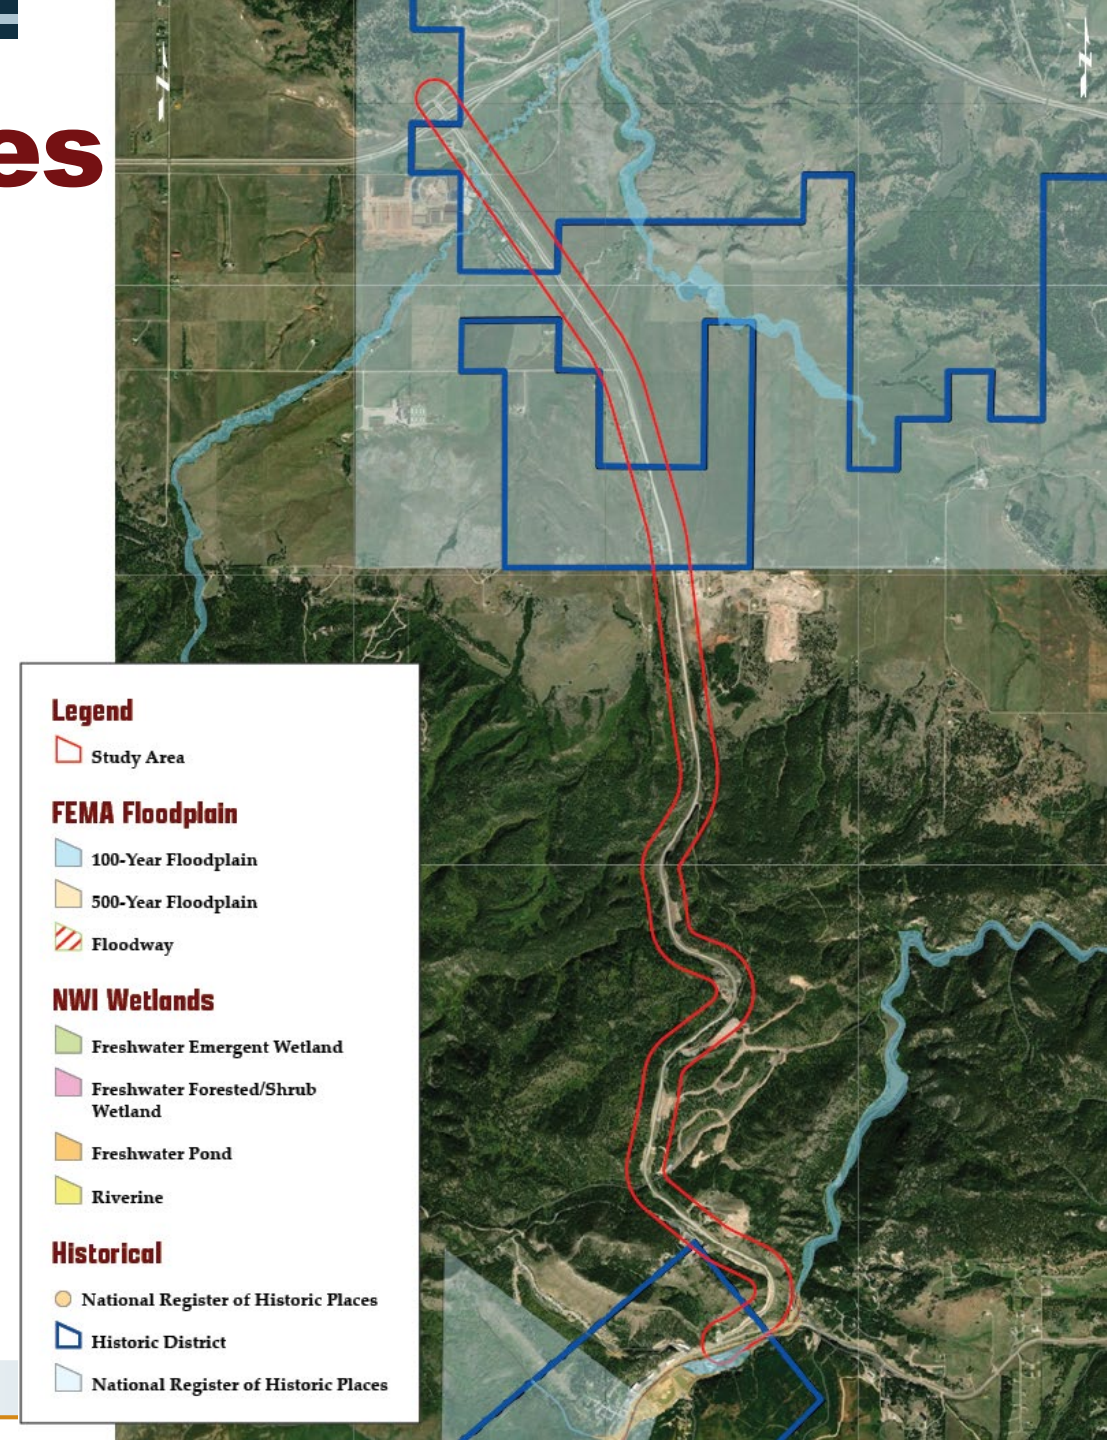 es
N
N
Legend
Study Area
FEMA Floodplain
100-Year Floodplain
500-Year Floodplain
Floodway
NWI Wetlands
Freshwater Emergent Wetland
Freshwater Forested/Shrub
Wetland
Freshwater Pond
Riverine
Historical
National Register of Historic Places
Historic District
National Register of Historic Places